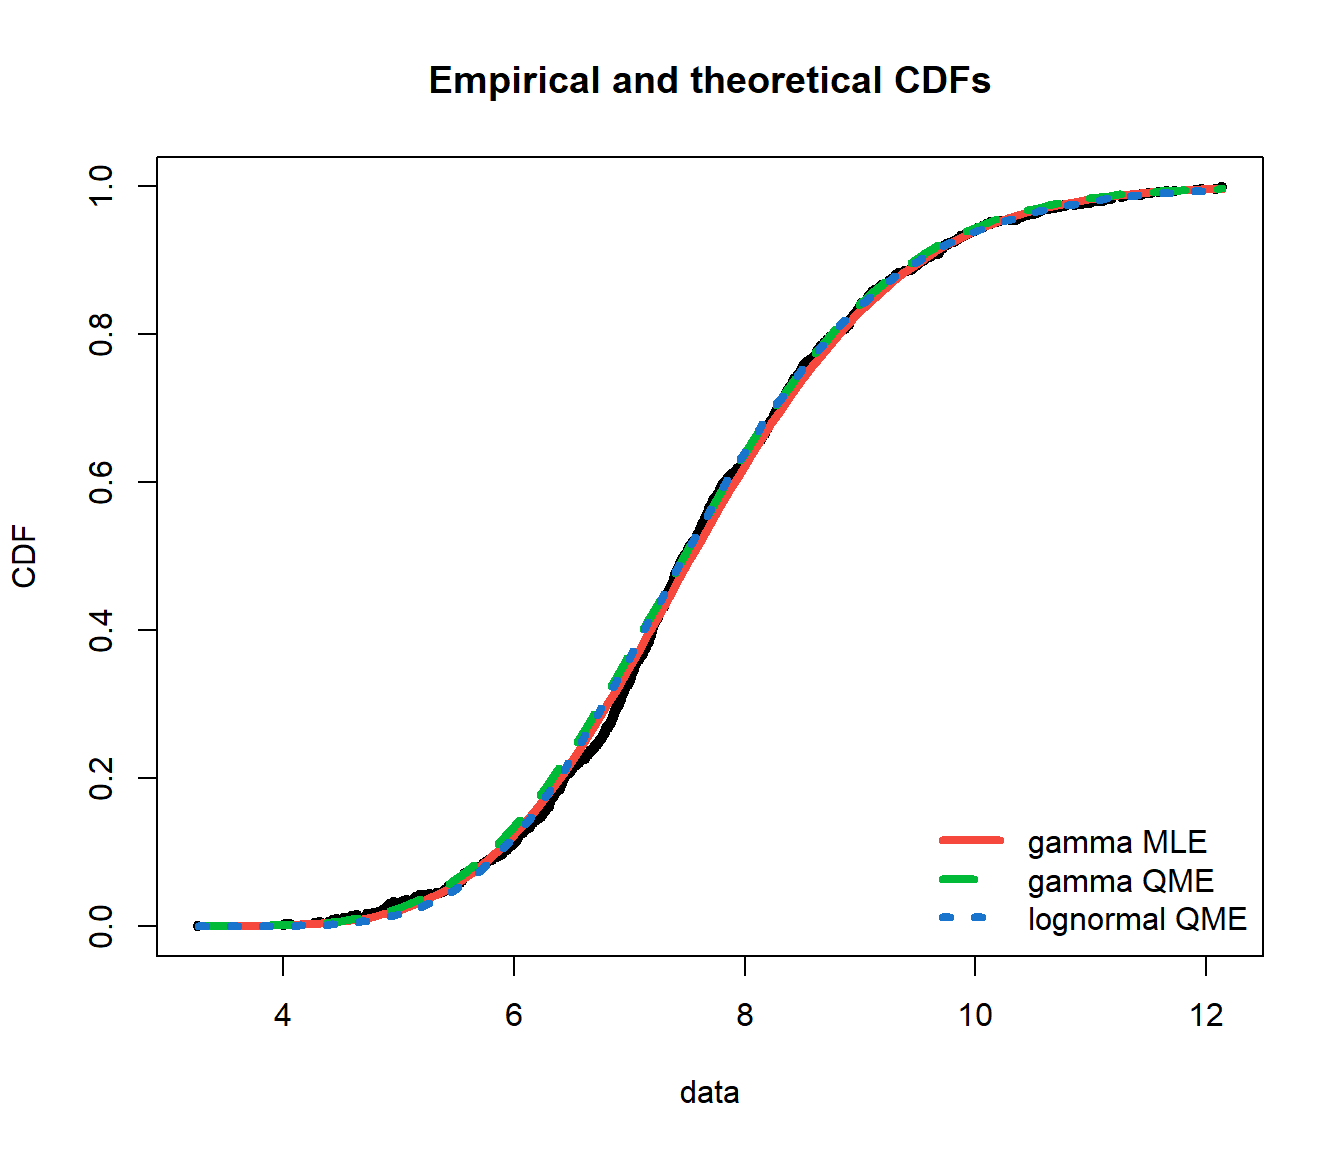 Empirical and theoretical CDFs
1.0
0.8
0.6
0.4
0.2
0.0
CDF
gamma MLE
gamma QME
lognormal QME
4 6 8 10 12
data